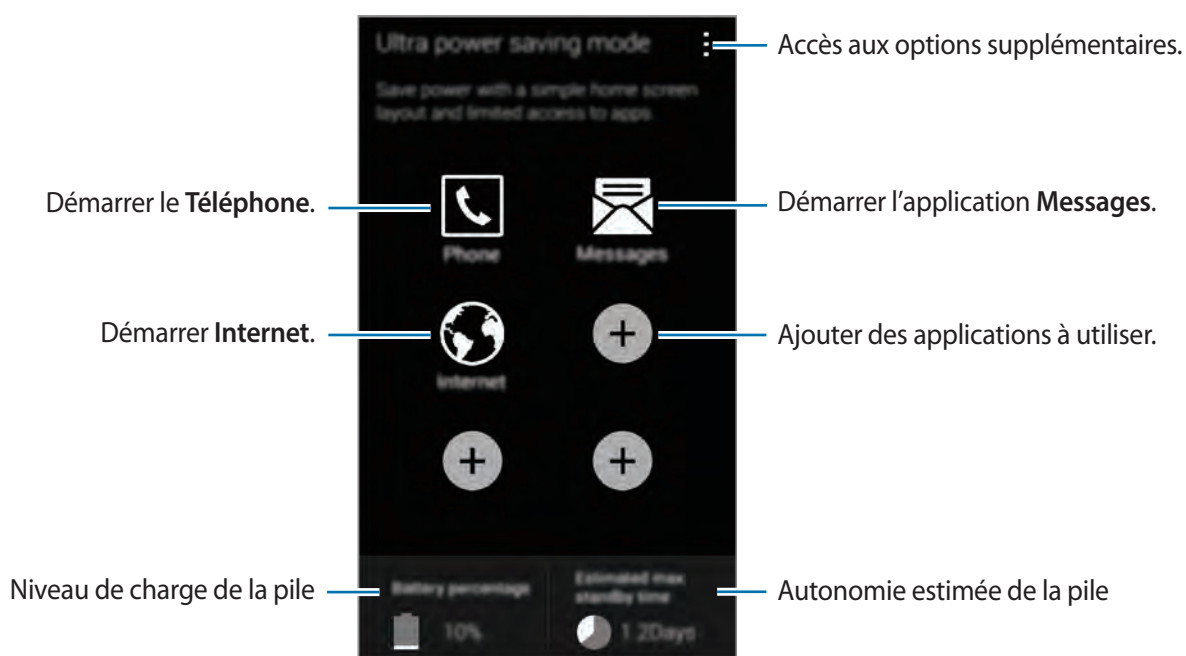 Ultra power saving mode
Accès aux options supplémentaires.
Save power with a simple home screen
layout and limited access to apps.
Démarrer le Téléphone.
Démarrer l'application Messages.
Phone
Messages
Démarrer Internet.
Ajouter des applications à utiliser.
Internet
Niveau de charge de la pile
Battery percentage
Estimated max
standby time
Autonomie estimée de la pile
10%
1.2Days